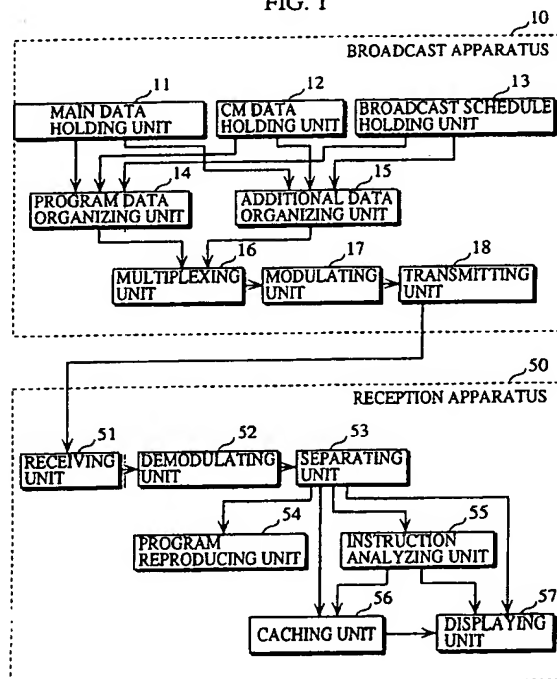 FIG. 1
10
BROADCAST APPARATUS
11
12
13
MAIN DATA
HOLDING UNIT
CM DATA
HOLDING UNIT
BROADCAST SCHEDULE
HOLDING UNIT
14
15
PROGRAM DATA
ORGANIZING UNIT
ADDITIONAL DATA
ORGANIZING UNIT
16
17
18
MULTIPLEXING
UNIT
MODULATING
UNIT
TRANSMITTING
UNIT
50
RECEPTION APPARATUS
51
52
53
RECEIVING
UNIT
DEMODULATING
UNIT
SEPARATING
UNIT
54
55
PROGRAM
REPRODUCING UNIT
INSTRUCTION
ANALYZING UNIT
56
57
CACHING UNIT
DISPLAYING
UNIT